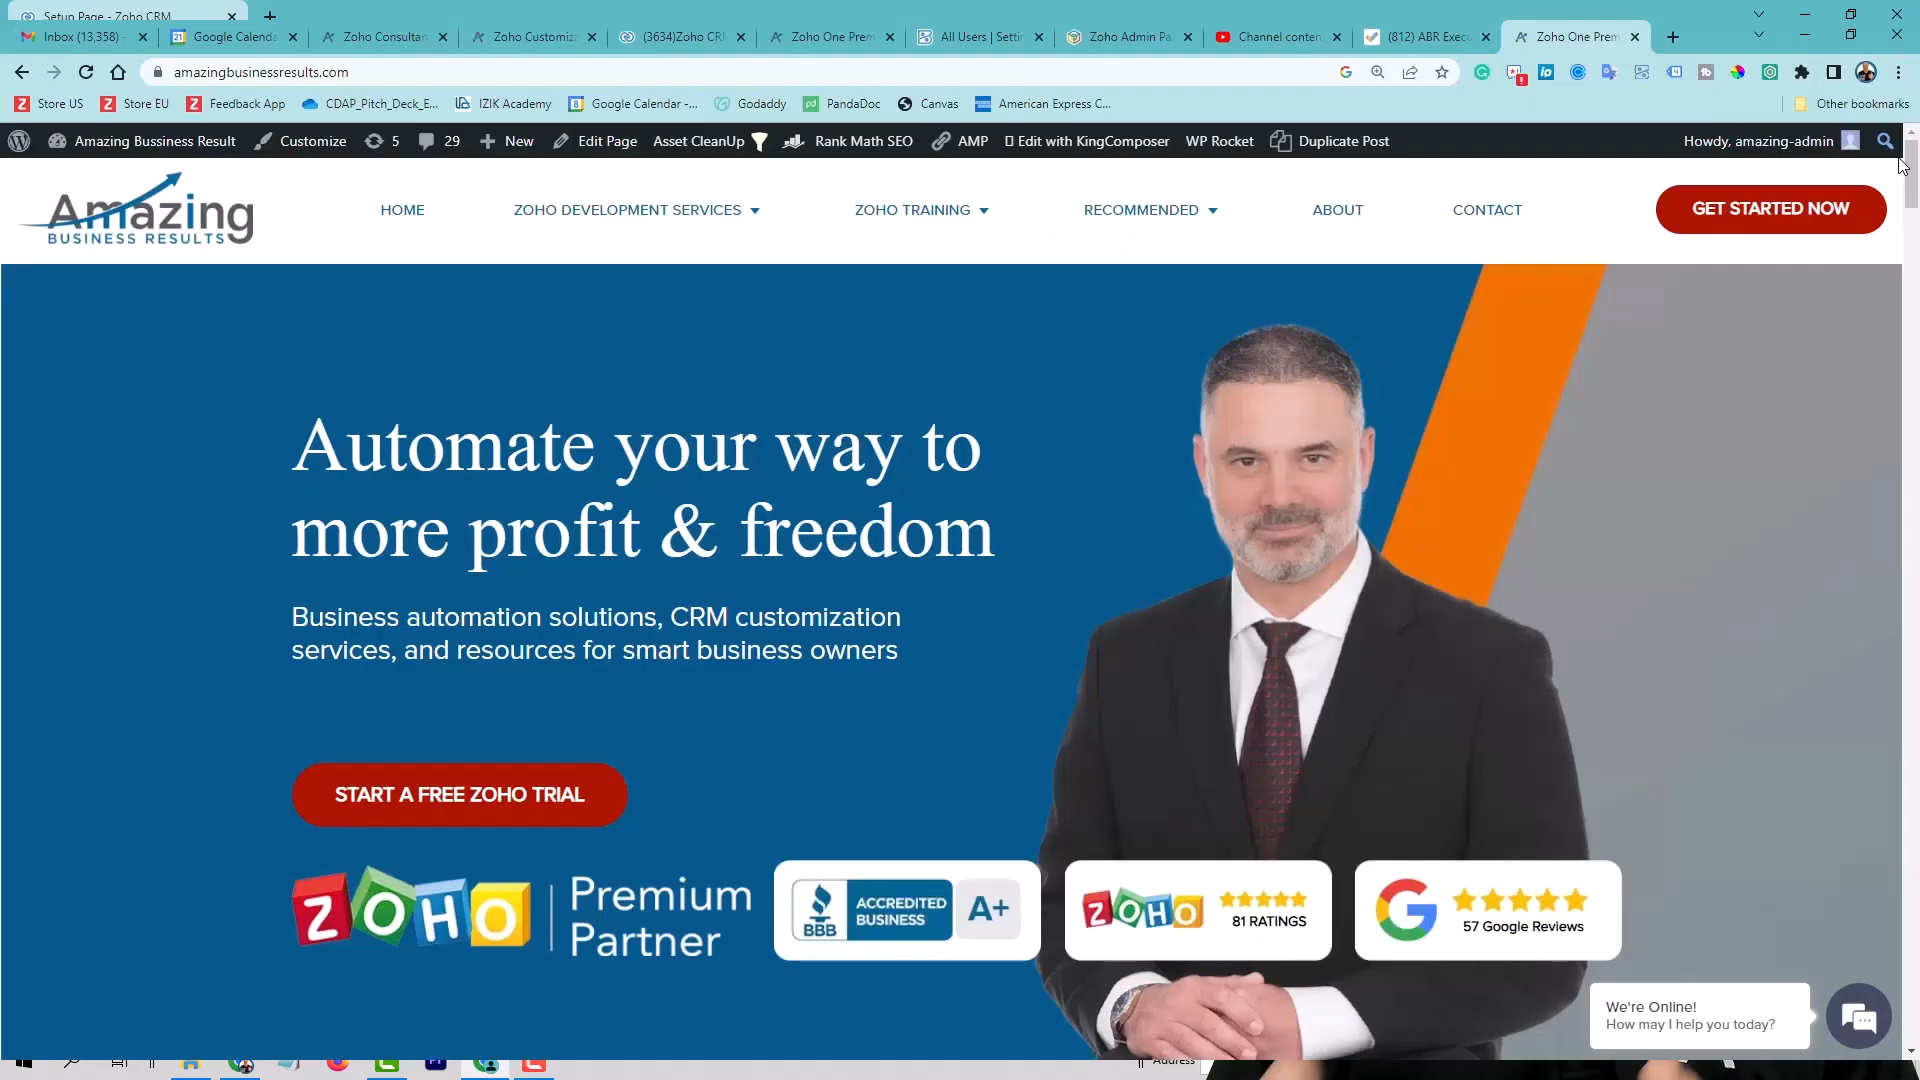 Setup Page - Zoho CRM
Inbox (13,358) -
Google Calenda
Zoho Consultan
Zoho Customiza
(3634)Zoho CR
Zoho One Prem
All Users | Setti
Zoho Admin Pa
Channel conten
(812) ABR Execu
Zoho One Prem
amazingbusinessresults.com
Store US
Store EU
Feedback App
CDAP_Pitch_Deck_E...
IZIK Academy
Google Calendar -...
Godaddy
PandaDoc
Canvas
American Express C...
Other bookmarks
Amazing Bussiness Result
Customize
5
29
New
Edit Page
Asset CleanUp
Rank Math SEO
AMP
Edit with KingComposer
WP Rocket
Duplicate Post
Howdy, amazing-admin
Amazing
BUSINESS RESULTS
HOME
ZOHO DEVELOPMENT SERVICES
ZOHO TRAINING
RECOMMENDED
ABOUT
CONTACT
GET STARTED NOW
Automate your way to
more profit & freedom
Business automation solutions, CRM customization
services, and resources for smart business owners
START A FREE ZOHO TRIAL
ZOHO
Premium
Partner
BBB
ACCREDITED
BUSINESS
A+
ZOHO
81 RATINGS
57 Google Reviews
We're Online!
How may I help you today?
Address